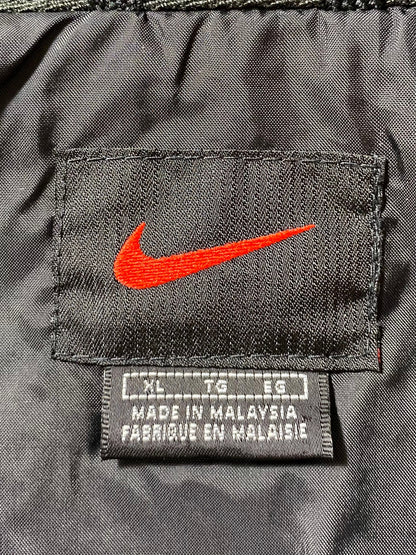 XL TG EG
MADE IN MALAYSIA
FABRIQUE EN MALAISIE